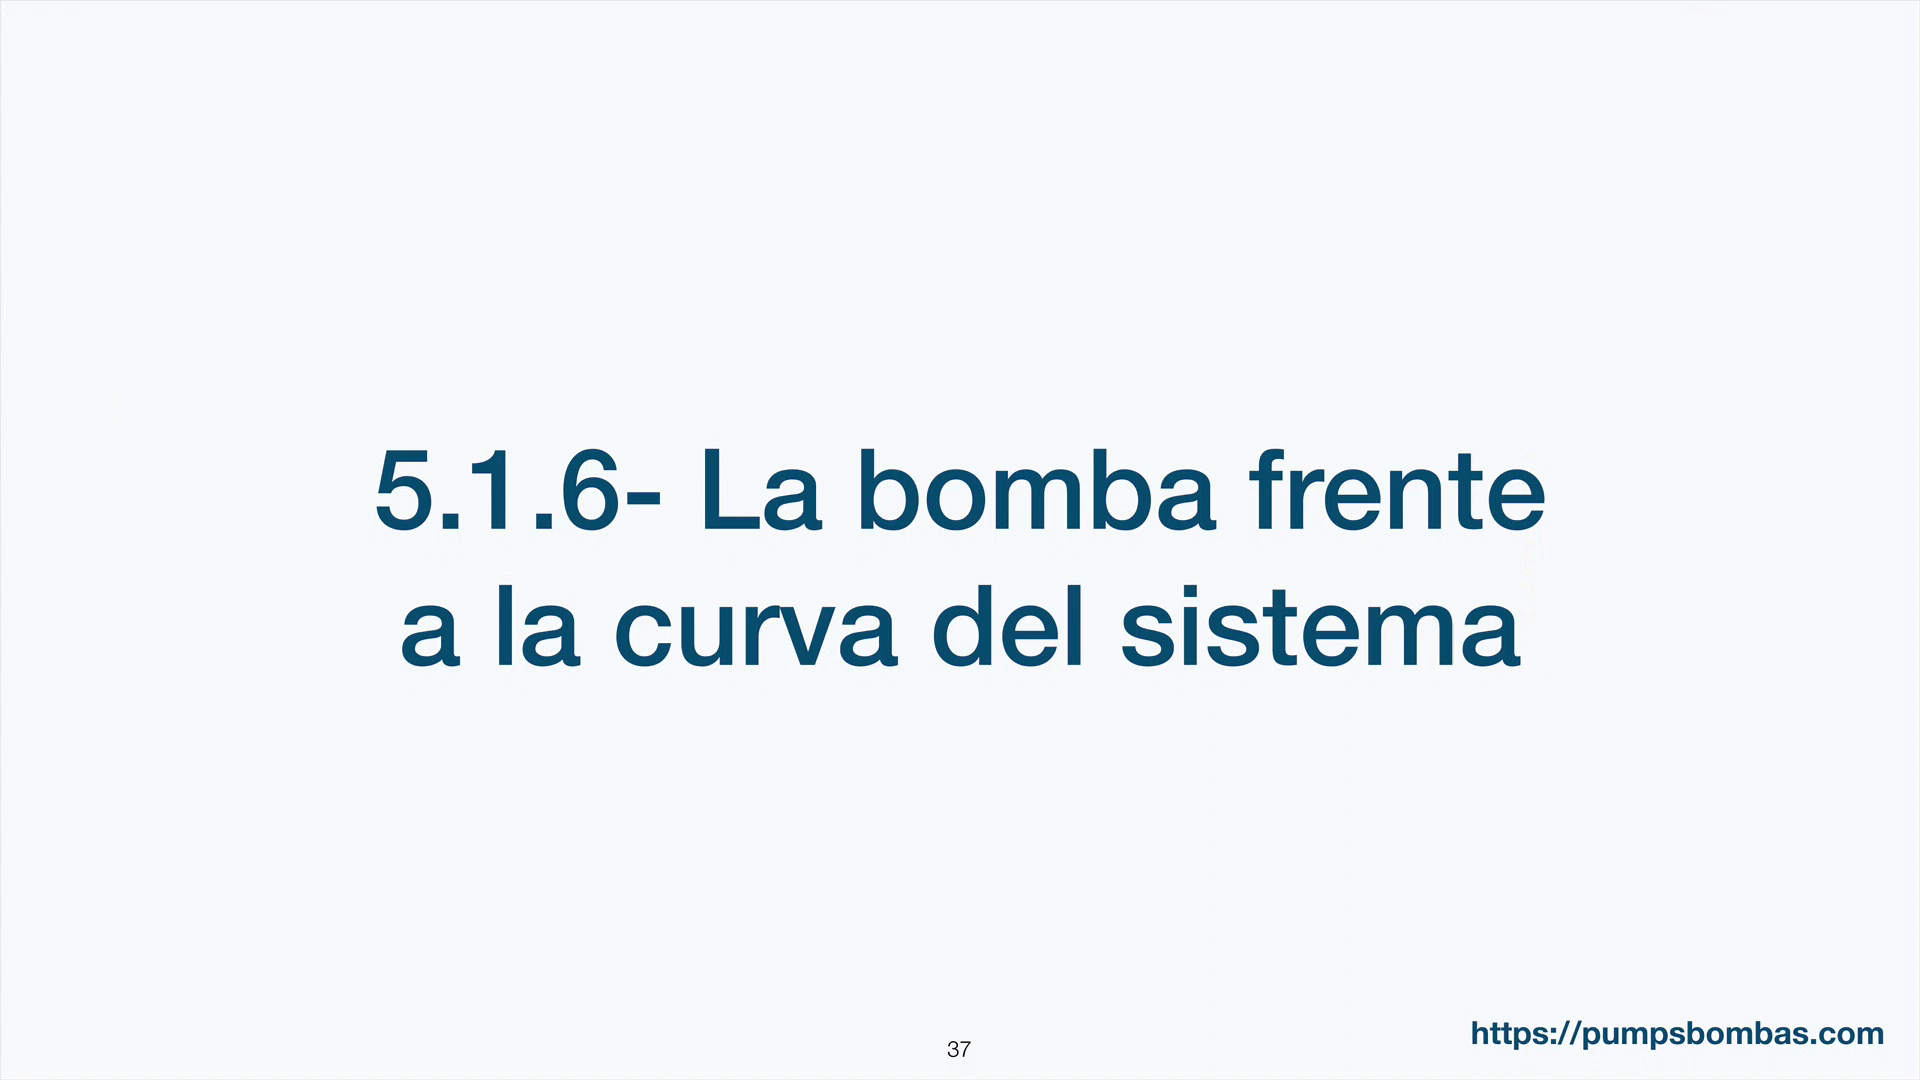 5.1.6- La bomba frente
a la curva del sistema
37
https://pumpsbombas.com